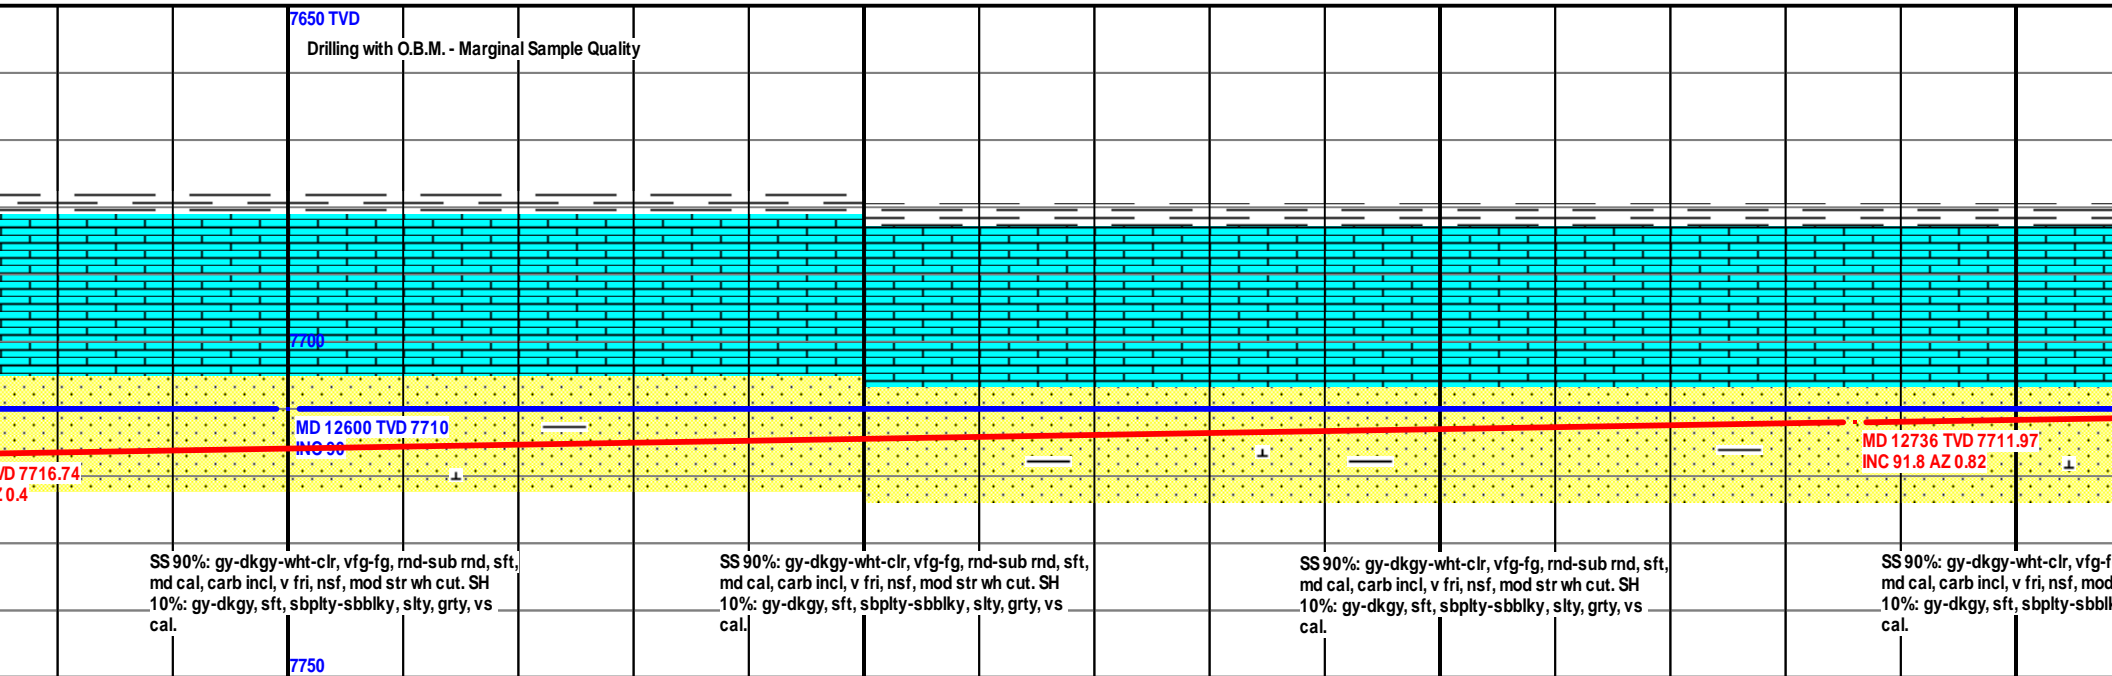 7650 TVD
Drilling with O.B.M. - Marginal Sample Quality
7700
MD 12600 TVD 7710
INC 90
VD 7716.74
Z 0.4
MD 12736 TVD 7711.97
INC 91.8 AZ 0.82
SS 90%: gy-dkgy-wht-clr, vfg-fg, rnd-sub rnd, sft,
md cal, carb incl, v fri, nsf, mod str wh cut. SH
10%: gy-dkgy, sft, sbplty-sbblky, slty, grty, vs
cal.
SS 90%: gy-dkgy-wht-clr, vfg-fg, rnd-sub rnd, sft,
md cal, carb incl, v fri, nsf, mod str wh cut. SH
10%: gy-dkgy, sft, sbplty-sbblky, slty, grty, vs
cal.
SS 90%: gy-dkgy-wht-clr, vfg-fg, rnd-sub rnd, sft,
md cal, carb incl, v fri, nsf, mod str wh cut. SH
10%: gy-dkgy, sft, sbplty-sbblky, slty, grty, vs
cal.
SS 90%: gy-dkgy-wht-clr, vfg-f
md cal, carb incl, v fri, nsf, mod
10%: gy-dkgy, sft, sbplty-sbbl
cal.
7750